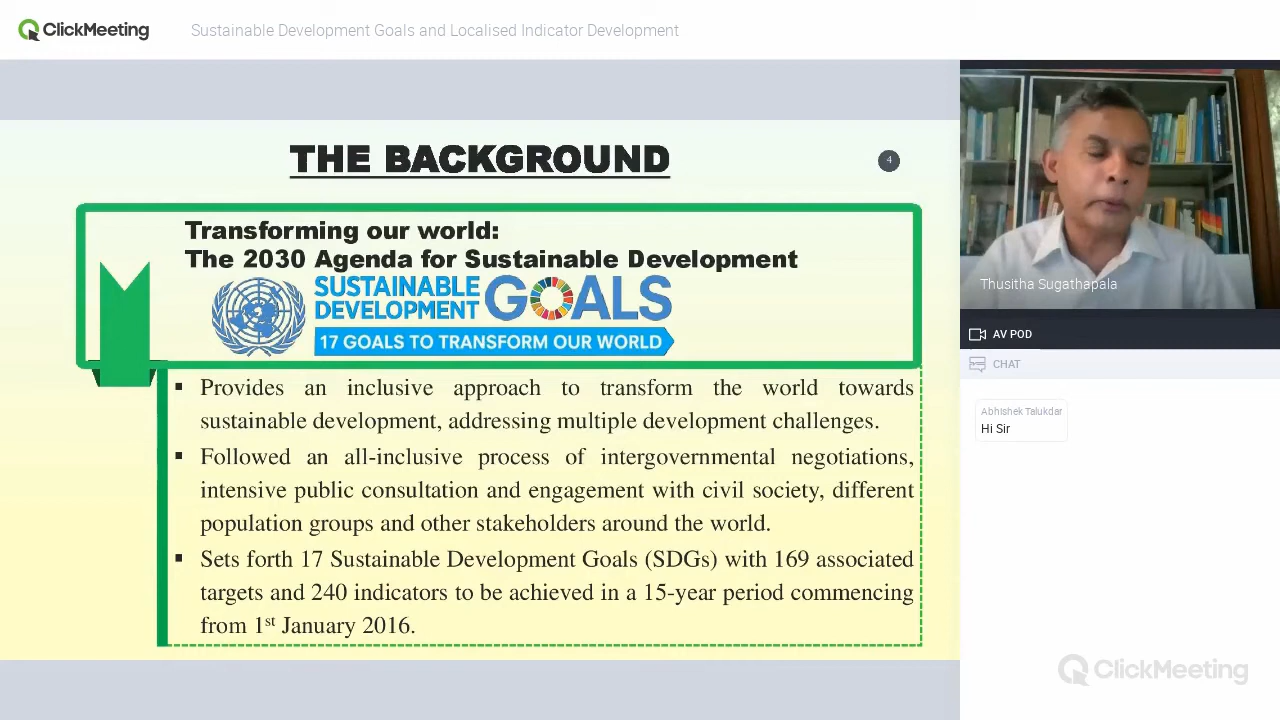 ClickMeeting
Sustainable Development Goals and Localised Indicator Development
THE BACKGROUND
4
Transforming our world:
The 2030 Agenda for Sustainable Development
SUSTAINABLE
DEVELOPMENT
GOALS
17 GOALS TO TRANSFORM OUR WORLD
▪ Provides an inclusive approach to transform the world towards
sustainable development, addressing multiple development challenges.
▪ Followed an all-inclusive process of intergovernmental negotiations,
intensive public consultation and engagement with civil society, different
population groups and other stakeholders around the world.
▪ Sets forth 17 Sustainable Development Goals (SDGs) with 169 associated
targets and 240 indicators to be achieved in a 15-year period commencing
from 1st January 2016.
Thusitha Sugathapala
AV POD
CHAT
Abhishek Talukdar
Hi Sir
ClickMeeting